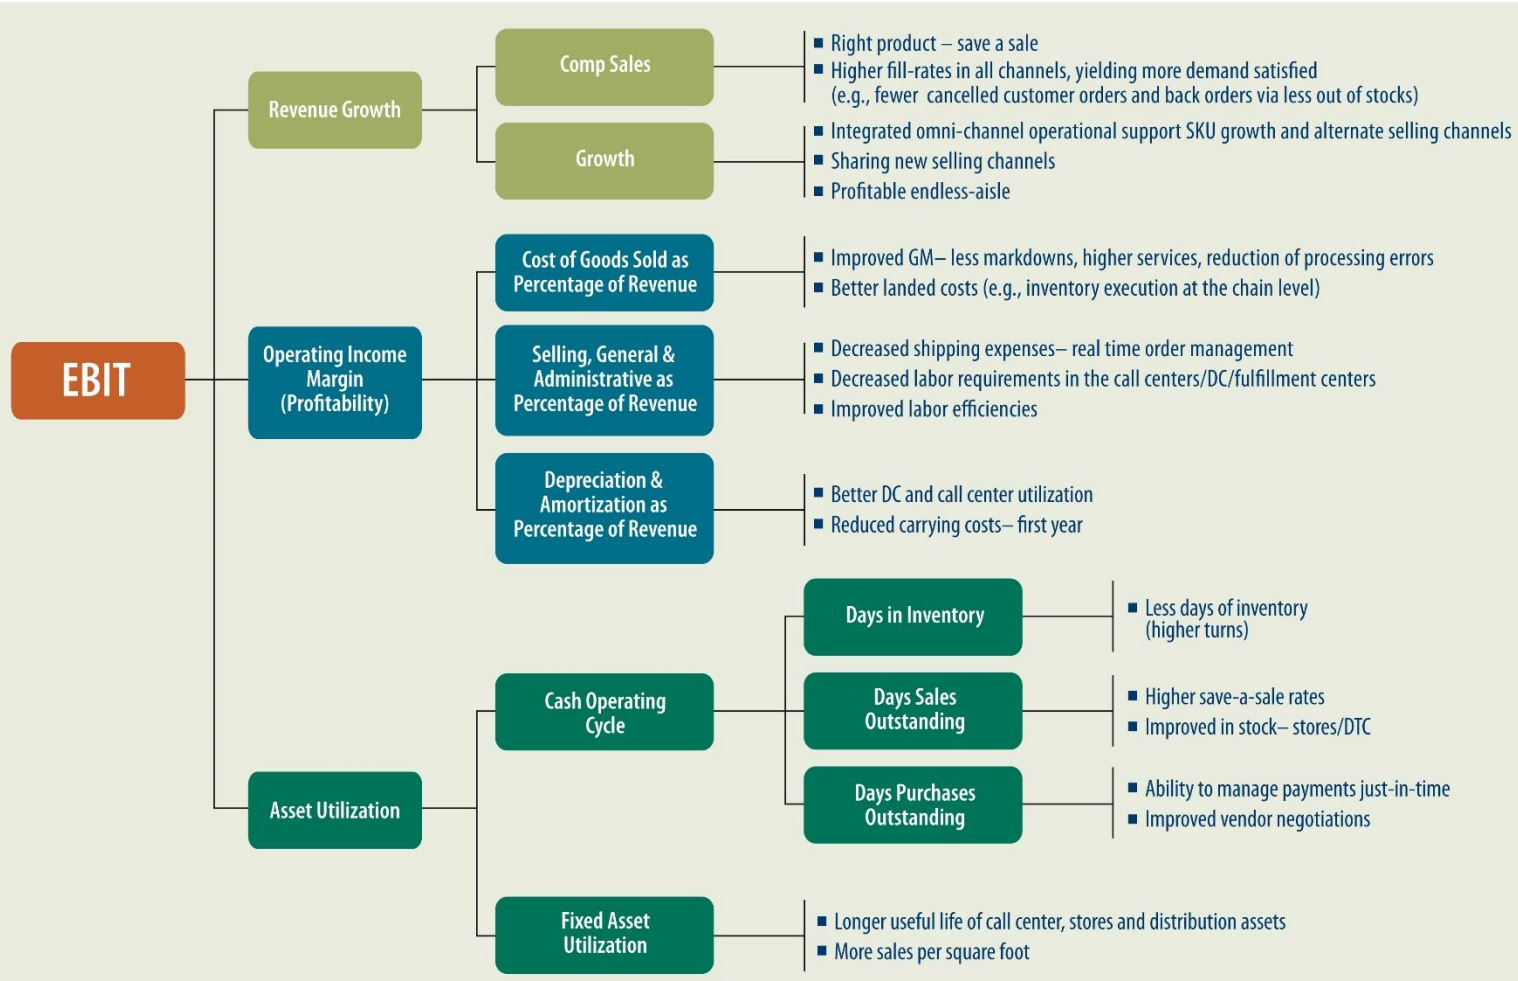 EBIT
Revenue Growth
Comp Sales
Right product – save a sale
Higher fill-rates in all channels, yielding more demand satisfied
(e.g., fewer cancelled customer orders and back orders via less out of stocks)
Growth
Integrated omni-channel operational support SKU growth and alternate selling channels
Sharing new selling channels
Profitable endless-aisle
Operating Income
Margin
(Profitability)
Cost of Goods Sold as
Percentage of Revenue
Improved GM– less markdowns, higher services, reduction of processing errors
Better landed costs (e.g., inventory execution at the chain level)
Selling, General &
Administrative as
Percentage of Revenue
Decreased shipping expenses– real time order management
Decreased labor requirements in the call centers/DC/fulfillment centers
Improved labor efficiencies
Depreciation &
Amortization as
Percentage of Revenue
Better DC and call center utilization
Reduced carrying costs– first year
Asset Utilization
Cash Operating
Cycle
Days in Inventory
Less days of inventory
(higher turns)
Days Sales
Outstanding
Higher save-a-sale rates
Improved in stock– stores/DTC
Days Purchases
Outstanding
Ability to manage payments just-in-time
Improved vendor negotiations
Fixed Asset
Utilization
Longer useful life of call center, stores and distribution assets
More sales per square foot